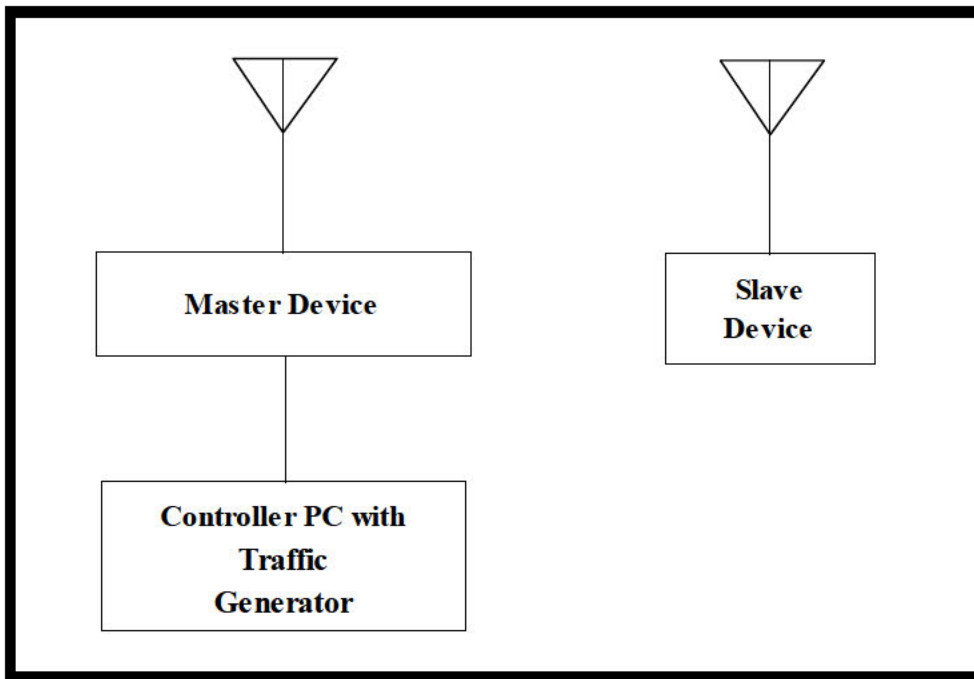 Master Device
Slave
Device
Controller PC with
Traffic
Generator